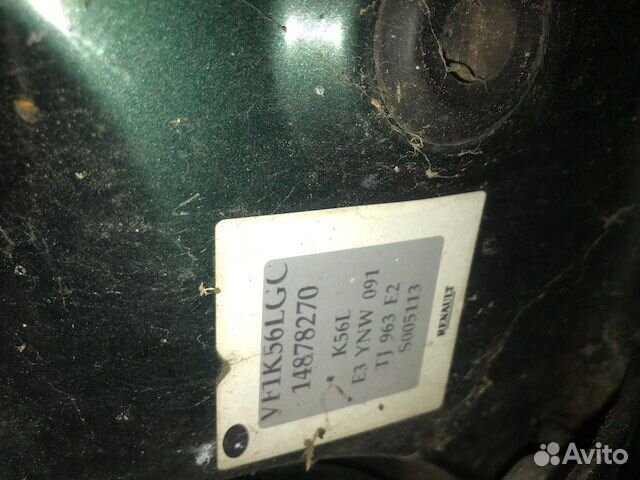 VF1K56LGC
14878270
K56L
E3 YNW 091
TJ 963 E2
S005113
RENAULT
Avito